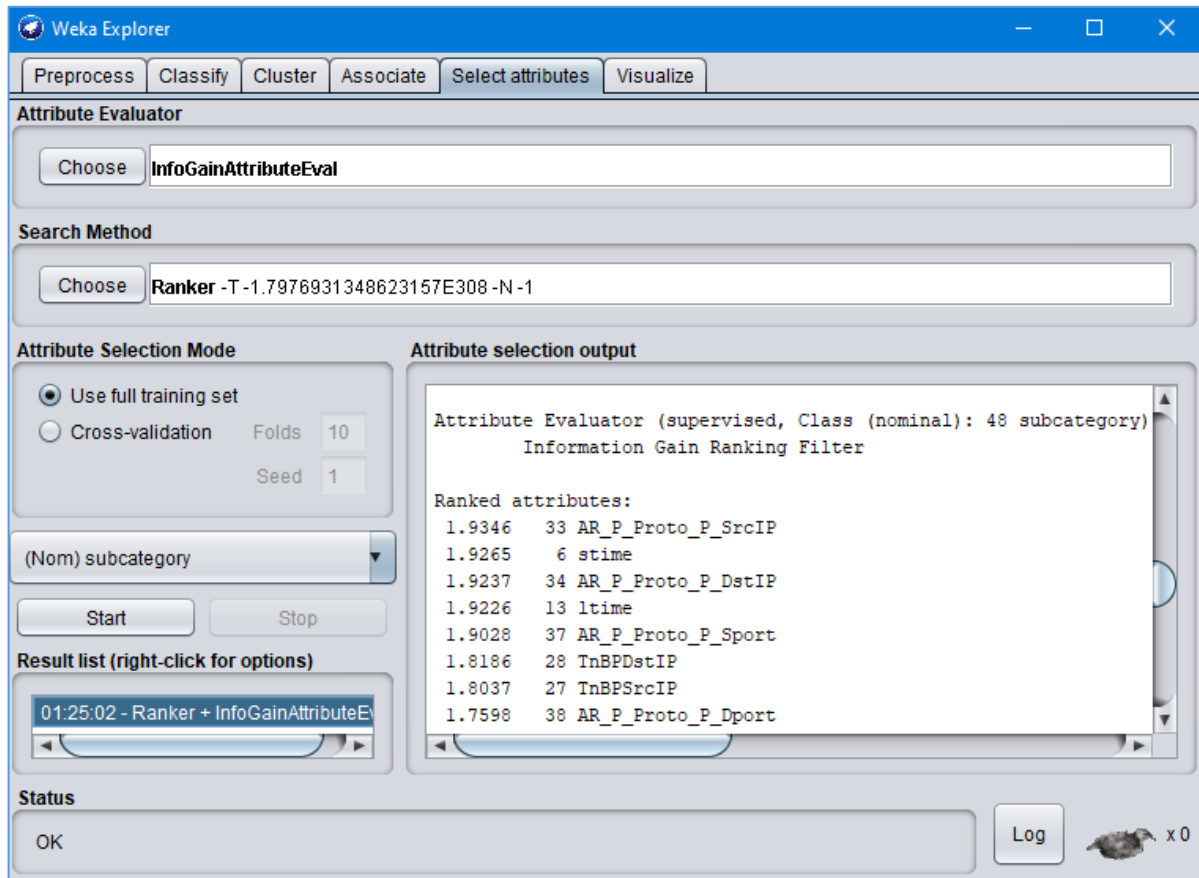 Weka Explorer
Preprocess Classify Cluster Associate Select attributes Visualize
Attribute Evaluator
Choose InfoGainAttributeEval
Search Method
Choose Ranker -T -1.7976931348623157E308 -N -1
Attribute Selection Mode
Use full training set
Cross-validation Folds 10
Seed 1
(Nom) subcategory
Start Stop
Result list (right-click for options)
01:25:02 - Ranker + InfoGainAttributeEv
Attribute selection output
Attribute Evaluator (supervised, Class (nominal): 48 subcategory)
Information Gain Ranking Filter
Ranked attributes:
1.9346 33 AR_P_Proto_P_SrcIP
1.9265 6 stime
1.9237 34 AR_P_Proto_P_DstIP
1.9226 13 ltime
1.9028 37 AR_P_Proto_P_Sport
1.8186 28 TnBPDstIP
1.8037 27 TnBPSrcIP
1.7598 38 AR_P_Proto_P_Dport
Status
OK
Log x 0